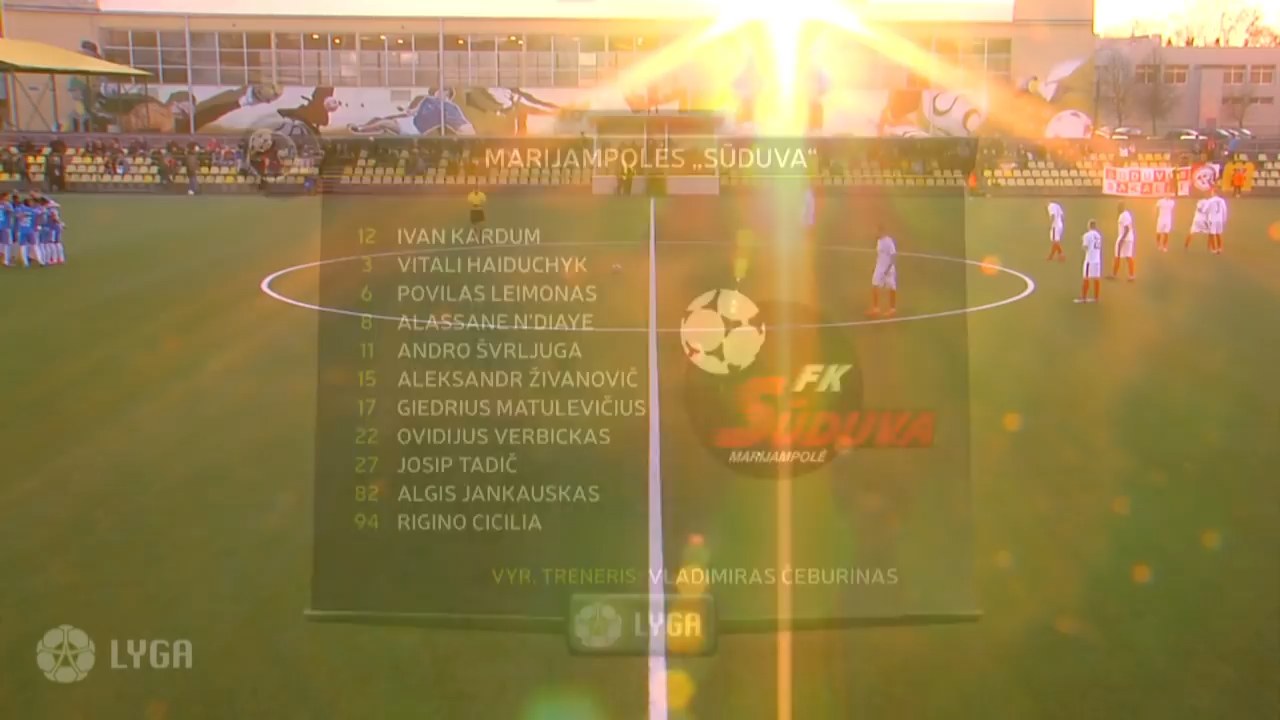 MARIJAMPOLĖS „SŪDUVA“
12 IVAN KARDUM
3 VITALI HAIDUCHYK
6 POVILAS LEIMONAS
8 ALASSANE N'DIAYE
11 ANDRO ŠVRLJUGA
15 ALEKSANDR ŽIVANOVIČ
17 GIEDRIUS MATULEVIČIUS
22 OVIDIJUS VERBICKAS
27 JOSIP TADIČ
82 ALGIS JANKAUSKAS
94 RIGINO CICILIA
FK
SŪDUVA
MARIJAMPOLĖ
VYR. TRENERIS: VLADIMIRAS ČEBURINAS
LYGA
LYGA